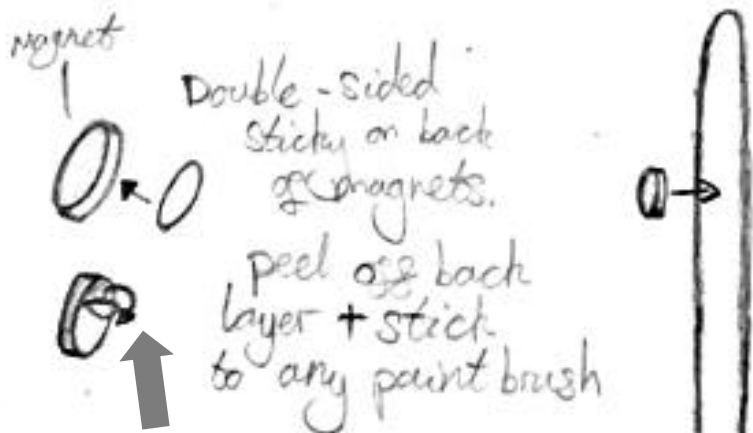 Magnet
Double-sided
sticky on back
of magnets.
peel off back
layer + stick
to any paint brush